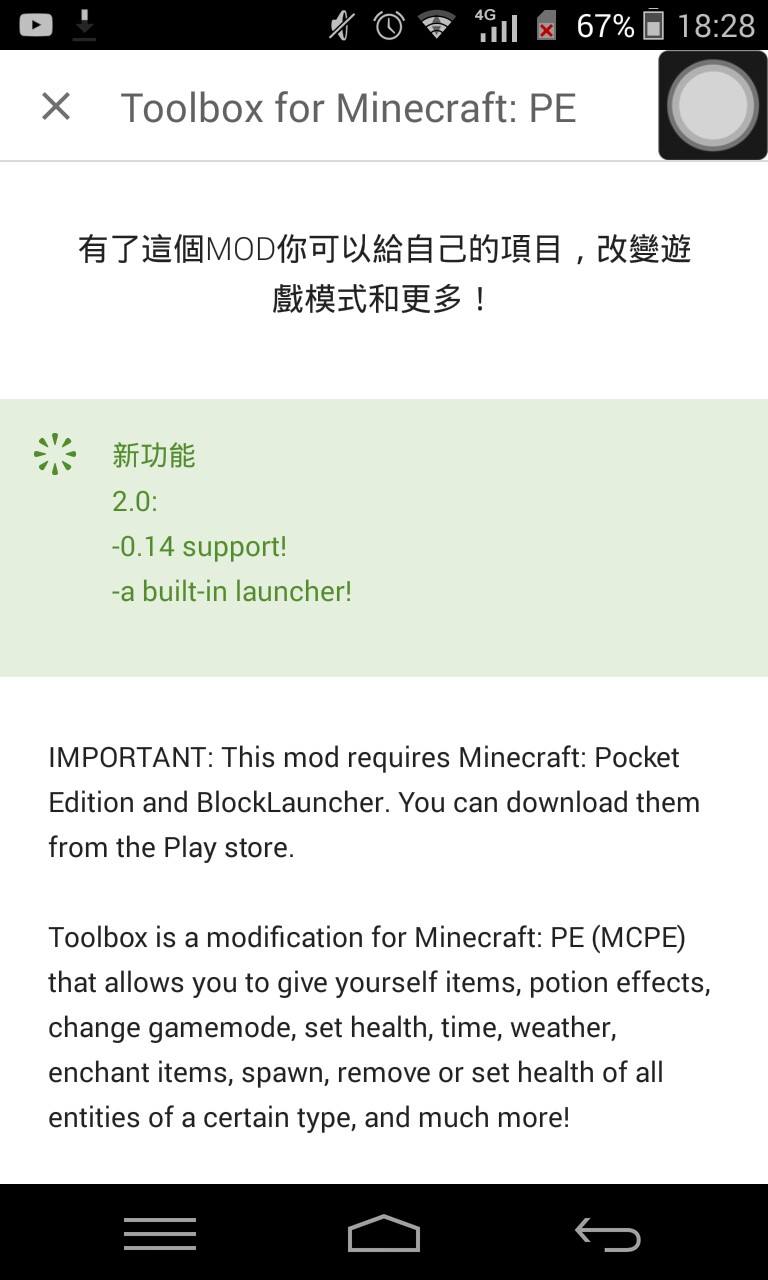 4G 67% 18:28
Toolbox for Minecraft: PE
有了這個MOD你可以給自己的項目，改變遊
戲模式和更多！
新功能
2.0:
-0.14 support!
-a built-in launcher!
IMPORTANT: This mod requires Minecraft: Pocket
Edition and BlockLauncher. You can download them
from the Play store.
Toolbox is a modification for Minecraft: PE (MCPE)
that allows you to give yourself items, potion effects,
change gamemode, set health, time, weather,
enchant items, spawn, remove or set health of all
entities of a certain type, and much more!